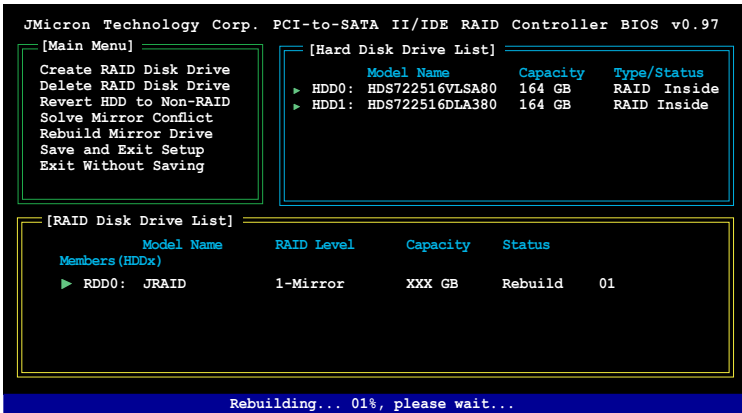 JMicron Technology Corp. PCI-to-SATA II/IDE RAID Controller BIOS v0.97
[Main Menu]
Create RAID Disk Drive
Delete RAID Disk Drive
Revert HDD to Non-RAID
Solve Mirror Conflict
Rebuild Mirror Drive
Save and Exit Setup
Exit Without Saving
[Hard Disk Drive List]
Model Name Capacity Type/Status
HDD0: HDS722516VLSA80 164 GB RAID Inside
HDD1: HDS722516DLA380 164 GB RAID Inside
[RAID Disk Drive List]
Model Name RAID Level Capacity Status
Members(HDDx)
RDD0: JRAID 1-Mirror XXX GB Rebuild 01
Rebuilding... 01%, please wait...